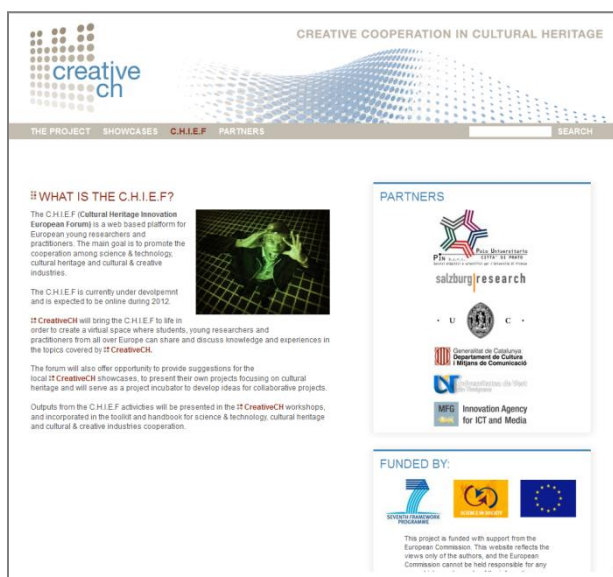 CREATIVE COOPERATION IN CULTURAL HERITAGE
creative
ch
THE PROJECT SHOWCASES C.H.I.E.F PARTNERS SEARCH
WHAT IS THE C.H.I.E.F?
The C.H.I.E.F (Cultural Heritage Innovation
European Forum) is a web based platform for
European young researchers and
practitioners. The main goal is to promote the
cooperation among science & technology,
cultural heritage and cultural & creative
industries.
The C.H.I.E.F is currently under devolpemnt
and is expected to be online during 2012.
CreativeCH will bring the C.H.I.E.F to life in
order to create a virtual space where students, young researchers and
practitioners from all over Europe can share and discuss knowledge and experiences in
the topics covered by CreativeCH.
The forum will also offer opportunity to provide suggestions for the
local CreativeCH showcases, to present their own projects focusing on cultural
heritage and will serve as a project incubator to develop ideas for collaborative projects.
Outputs from the C.H.I.E.F activities will be presented in the CreativeCH workshops,
and incorporated in the toolkit and handbook for science & technology, cultural heritage
and cultural & creative industries cooperation.
PARTNERS
PIN Polo Universitario
CITTA' DI PRATO
salzburg research
U C
Generalitat de Catalunya
Departament de Cultura
i Mitjans de Comunicació
MFG Innovation Agency
for ICT and Media
FUNDED BY:
7
SEVENTH FRAMEWORK
PROGRAMME
SCIENCE IN SOCIETY
This project is funded with support from the
European Commission. This website reflects the
views only of the authors, and the European
Commission cannot be held responsible for any